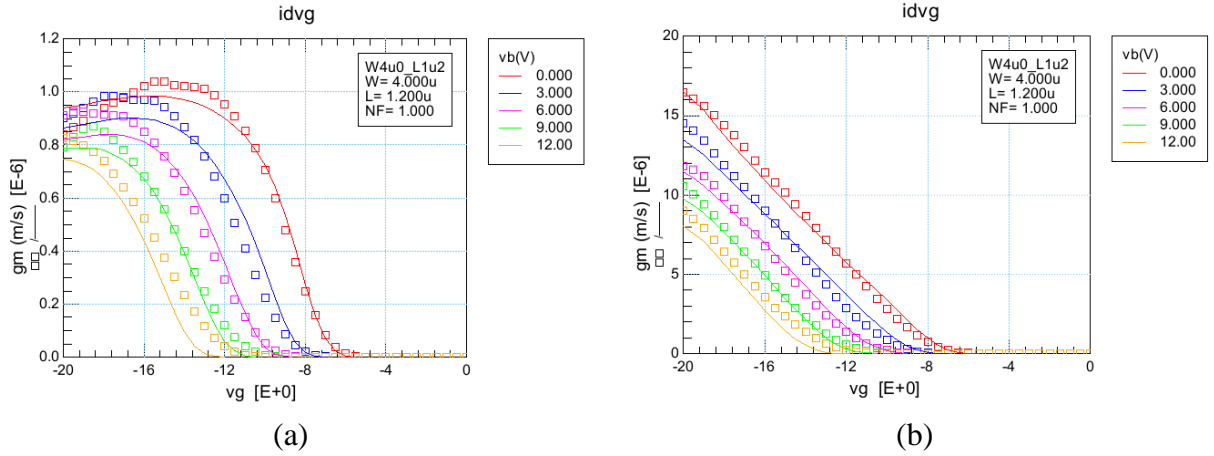 idvg
gm (m/s) [E-6]
1.2
1.0
0.8
0.6
0.4
0.2
0.0
-20
-16
-12
-8
-4
0
vg [E+0]
W4u0_L1u2
W= 4.000u
L= 1.200u
NF= 1.000
vb(V)
0.000
3.000
6.000
9.000
12.00
(a)
idvg
gm (m/s) [E-6]
20
15
10
5
0
-20
-16
-12
-8
-4
0
vg [E+0]
W4u0_L1u2
W= 4.000u
L= 1.200u
NF= 1.000
vb(V)
0.000
3.000
6.000
9.000
12.00
(b)